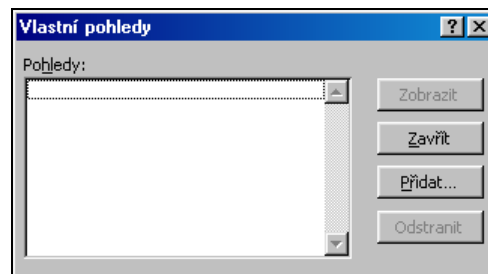 Vlastní pohledy
Pohledy:
Zobrazit
Zavřít
Přidat...
Odstranit